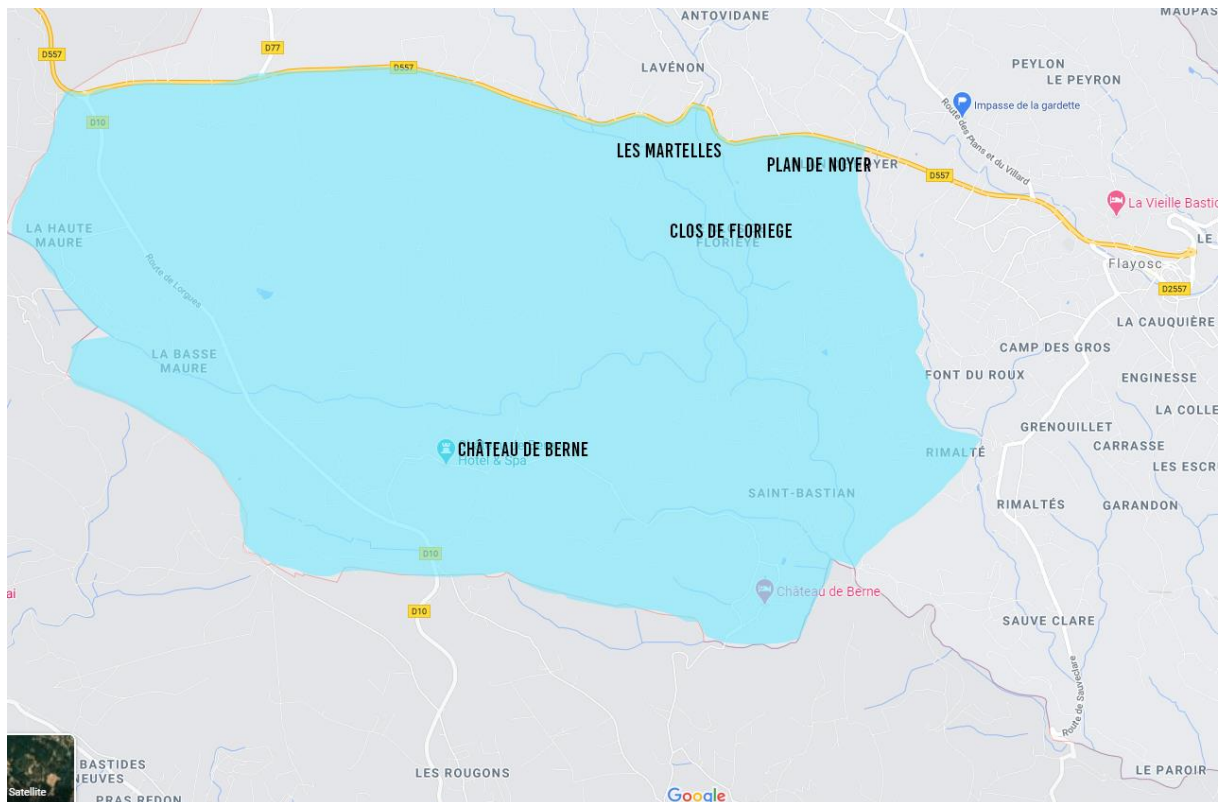 ANTOVIDANE
MAUPAS
D557
D77
D557
LAVÉNON
PEYLON
LE PEYRON
Impasse de la gardette
Route des Plans et du Villard
D10
LES MARTELLES
PLAN DE NOYER
YER
D557
La Vieille Bastid
LA HAUTE
MAURE
CLOS DE FLORIEGE
FLORIEYE
LE
Flayosc
Route de Lorgues
D2557
LA CAUQUIÈRE
LA BASSE
MAURE
CAMP DES GROS
FONT DU ROUX
ENGINESSE
LA COLLE
GRENOUILLET
CARRASSE
CHÂTEAU DE BERNE
Hôtel & Spa
RIMALTÉ
LES ESCR
SAINT-BASTIAN
RIMALTÉS
GARANDON
D10
ai
Château de Berne
D10
SAUVE CLARE
Route de Sauveclare
BASTIDES
NEUVES
LES ROUGONS
LE PAROIR
Satellite
PRAS REDON
Google